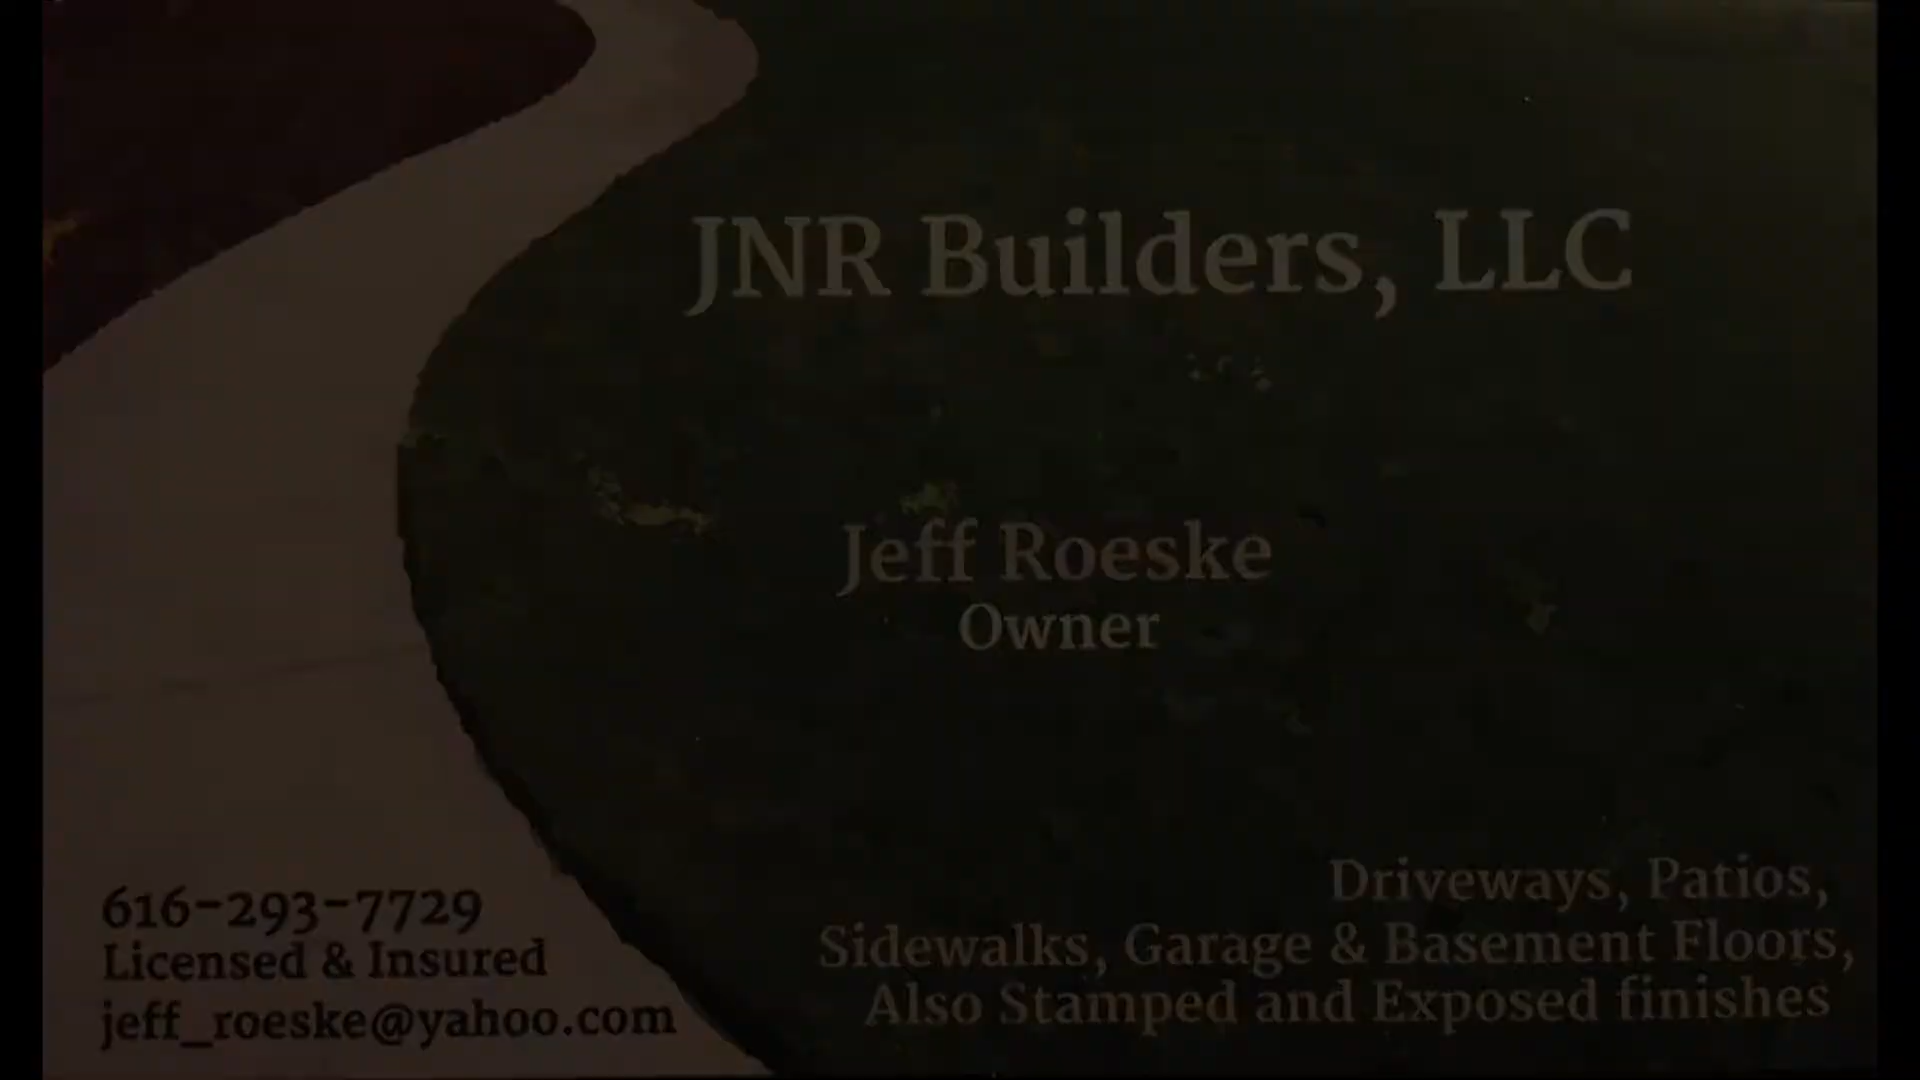 JNR Builders, LLC
Jeff Roeske
Owner
616-293-7729
Licensed & Insured
jeff_roeske@yahoo.com
Driveways, Patios,
Sidewalks, Garage & Basement Floors,
Also Stamped and Exposed finishes